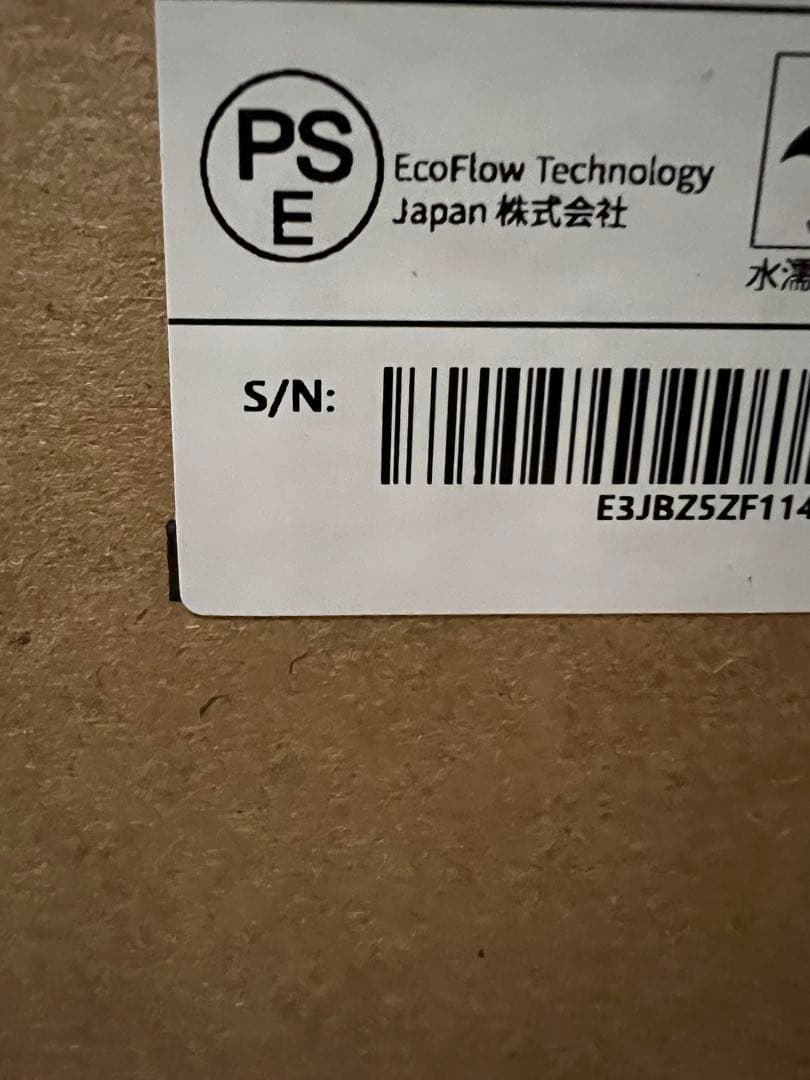 PS
E
EcoFlow Technology
Japan 株式会社
水濡
S/N:
E3JBZ5ZF114